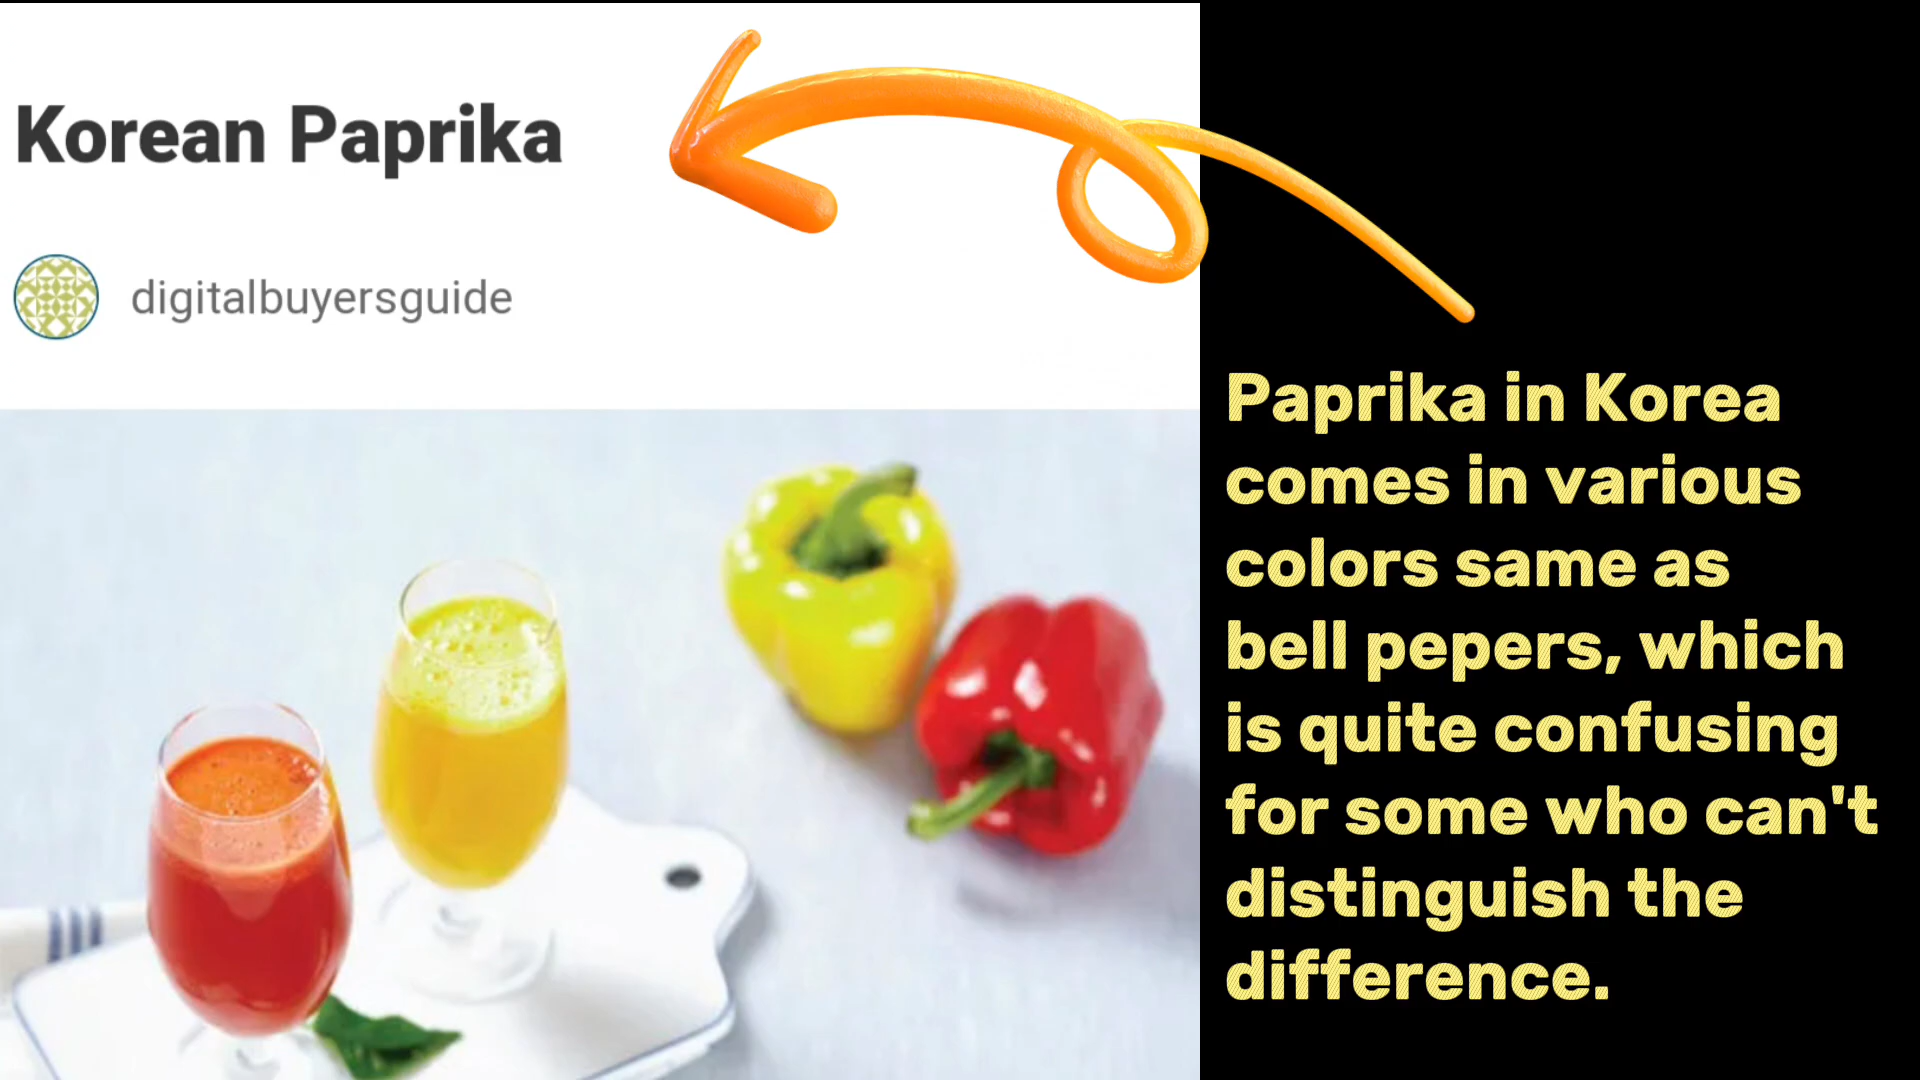 Korean Paprika
digitalbuyersguide
Paprika in Korea
comes in various
colors same as
bell pepers, which
is quite confusing
for some who can't
distinguish the
difference.